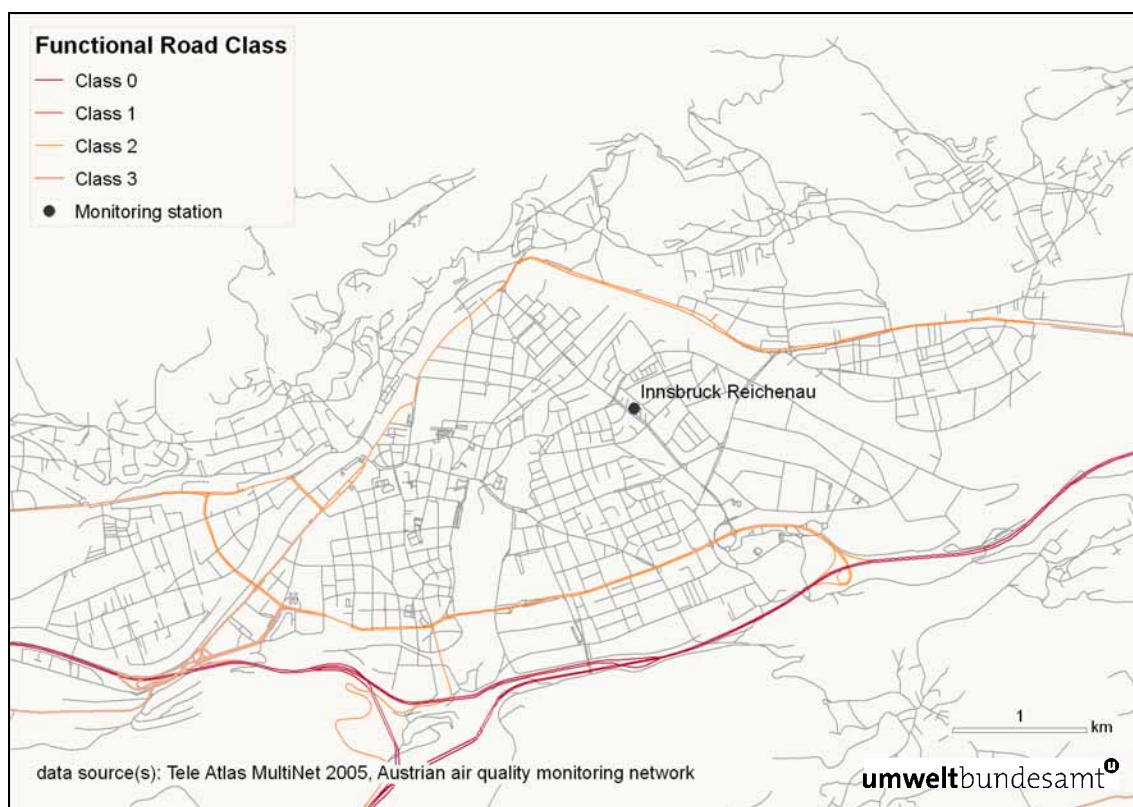 Functional Road Class
Class 0
Class 1
Class 2
Class 3
Monitoring station
Innsbruck Reichenau
1
km
data source(s): Tele Atlas MultiNet 2005, Austrian air quality monitoring network
umweltbundesamt u